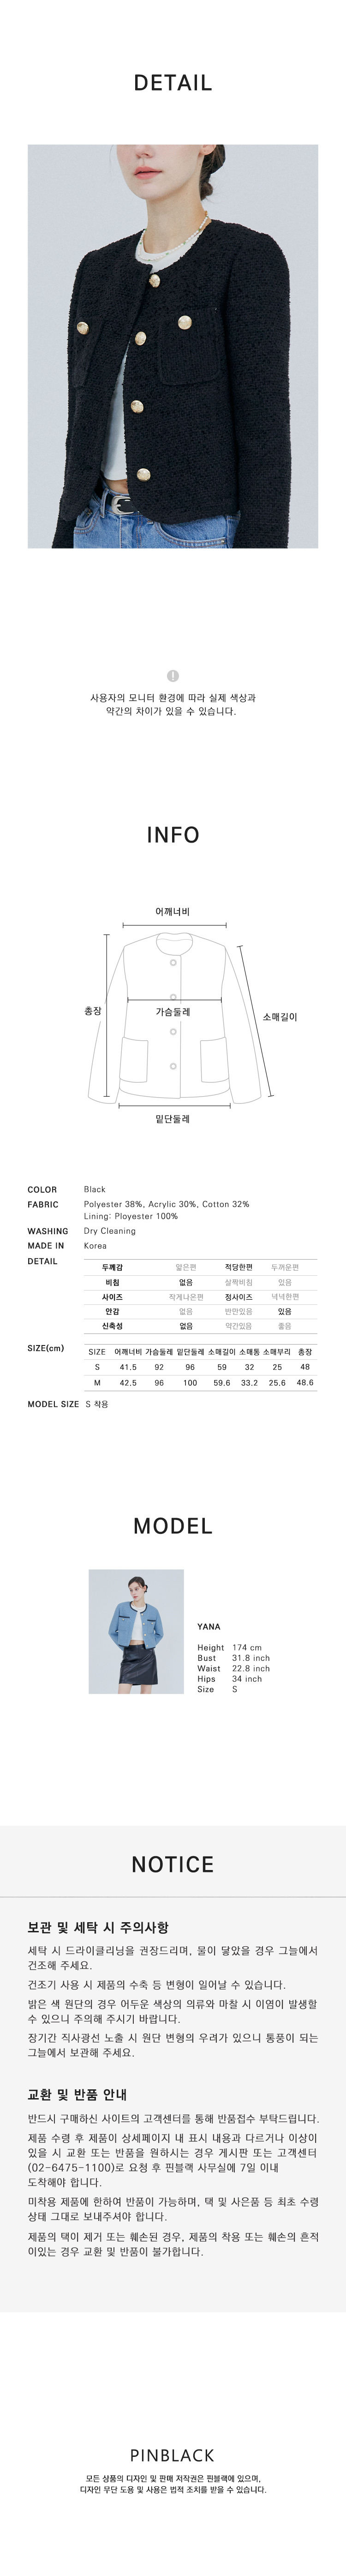 DETAIL
!
사용자의 모니터 환경에 따라 실제 색상과
약간의 차이가 있을 수 있습니다.
INFO
어깨너비
총장
가슴둘레
소매길이
밑단둘레
COLOR Black
FABRIC Polyester 38%, Acrylic 30%, Cotton 32%
Lining: Ployester 100%
WASHING Dry Cleaning
MADE IN Korea
DETAIL 두께감 얇은편 적당한편 두꺼운편
비침 없음 살짝비침 있음
사이즈 작게나온편 정사이즈 넉넉한편
안감 없음 반만있음 있음
신축성 없음 약간있음 좋음
SIZE(cm) SIZE 어깨너비 가슴둘레 밑단둘레 소매길이 소매통 소매부리 총장
S 41.5 92 96 59 32 25 48
M 42.5 96 100 59.6 33.2 25.6 48.6
MODEL SIZE S 착용
MODEL
YANA
Height 174 cm
Bust 31.8 inch
Waist 22.8 inch
Hips 34 inch
Size S
NOTICE
보관 및 세탁 시 주의사항
세탁 시 드라이클리닝을 권장드리며, 물이 닿았을 경우 그늘에서
건조해 주세요.
건조기 사용 시 제품의 수축 등 변형이 일어날 수 있습니다.
밝은 색 원단의 경우 어두운 색상의 의류와 마찰 시 이염이 발생할
수 있으니 주의해 주시기 바랍니다.
장기간 직사광선 노출 시 원단 변형의 우려가 있으니 통풍이 되는
그늘에서 보관해 주세요.
교환 및 반품 안내
반드시 구매하신 사이트의 고객센터를 통해 반품접수 부탁드립니다.
제품 수령 후 제품이 상세페이지 내 표시 내용과 다르거나 이상이
있을 시 교환 또는 반품을 원하시는 경우 게시판 또는 고객센터
(02-6475-1100)로 요청 후 핀블랙 사무실에 7일 이내
도착해야 합니다.
미착용 제품에 한하여 반품이 가능하며, 택 및 사은품 등 최초 수령
상태 그대로 보내주셔야 합니다.
제품의 택이 제거 또는 훼손된 경우, 제품의 착용 또는 훼손의 흔적
이있는 경우 교환 및 반품이 불가합니다.
PINBLACK
모든 상품의 디자인 및 판매 저작권은 핀블랙에 있으며,
디자인 무단 도용 및 사용은 법적 조치를 받을 수 있습니다.